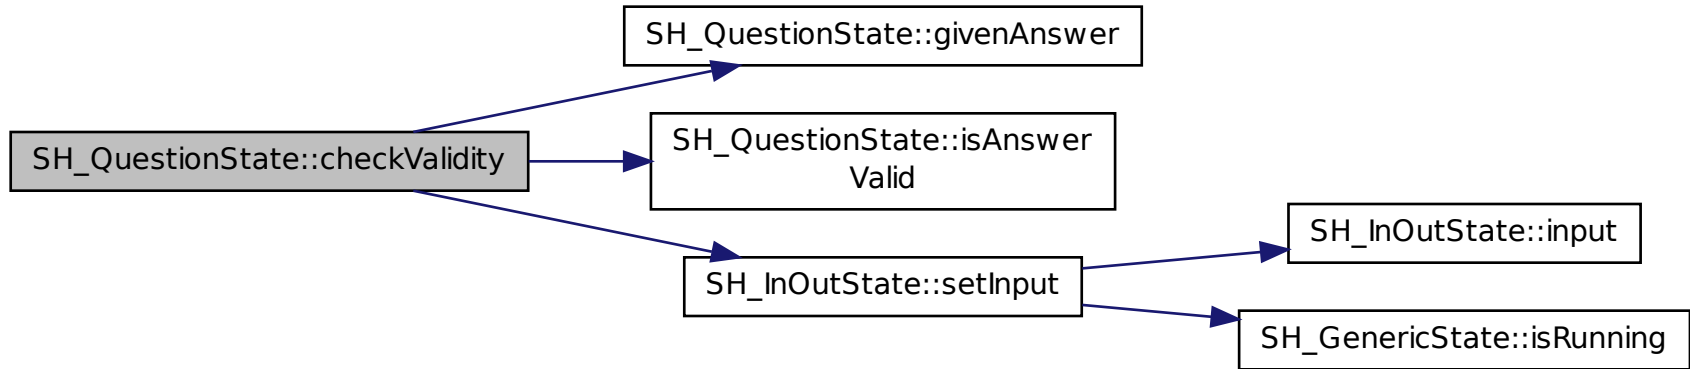 SH_QuestionState::givenAnswer
SH_QuestionState::checkValidity
SH_QuestionState::isAnswer
Valid
SH_InOutState::setInput
SH_InOutState::input
SH_GenericState::isRunning